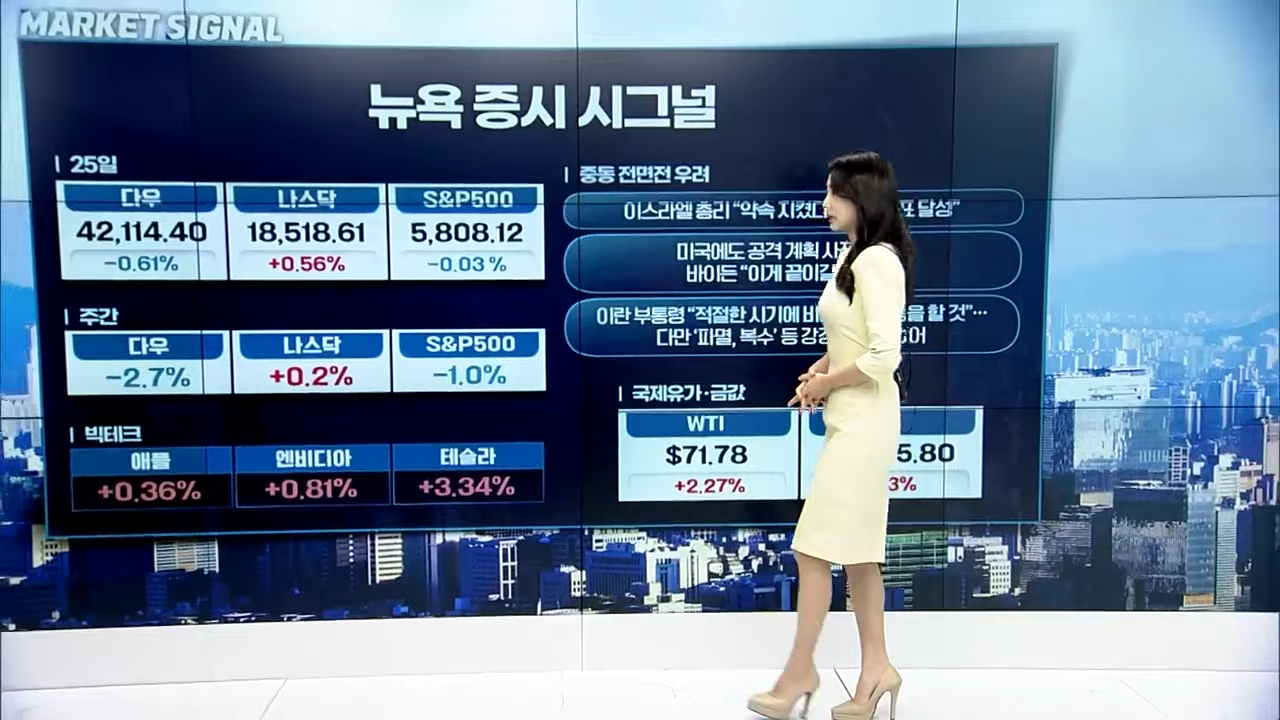 MARKET SIGNAL
뉴욕 증시 시그널
25일
다우 나스닥 S&P500
42,114.40 18,518.61 5,808.12
-0.61% +0.56% -0.03%
주간
다우 나스닥 S&P500
-2.7% +0.2% -1.0%
빅테크
애플 엔비디아 테슬라
+0.36% +0.81% +3.34%
중동 전면전 우려
이스라엘 총리 “약속 지켰다 달성”
미국에도 공격 계획
바이든 “이게 끝이길
이란 부통령 “적절한 시기에 할 것”…
다만 ‘파멸, 복수’ 등
국제유가·금값
WTI
$71.78 5.80
+2.27% 3%